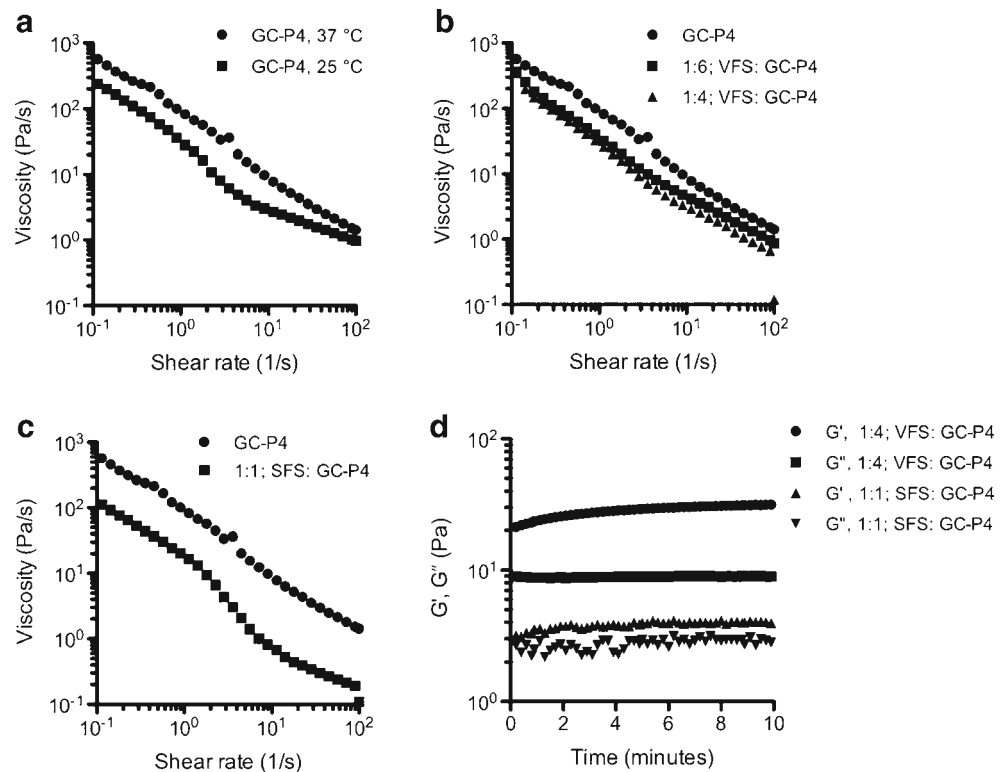 a
GC-P4, 37 °C
GC-P4, 25 °C
Viscosity (Pa/s)
10³
10²
10¹
10⁰
10⁻¹
10⁻¹ 10⁰ 10¹ 10²
Shear rate (1/s)
b
GC-P4
1:6; VFS: GC-P4
1:4; VFS: GC-P4
Viscosity (Pa/s)
10³
10²
10¹
10⁰
10⁻¹
10⁻¹ 10⁰ 10¹ 10²
Shear rate (1/s)
c
GC-P4
1:1; SFS: GC-P4
Viscosity (Pa/s)
10³
10²
10¹
10⁰
10⁻¹
10⁻¹ 10⁰ 10¹ 10²
Shear rate (1/s)
d
G', 1:4; VFS: GC-P4
G'', 1:4; VFS: GC-P4
G', 1:1; SFS: GC-P4
G'', 1:1; SFS: GC-P4
G', G'' (Pa)
10²
10¹
10⁰
0 2 4 6 8 10
Time (minutes)